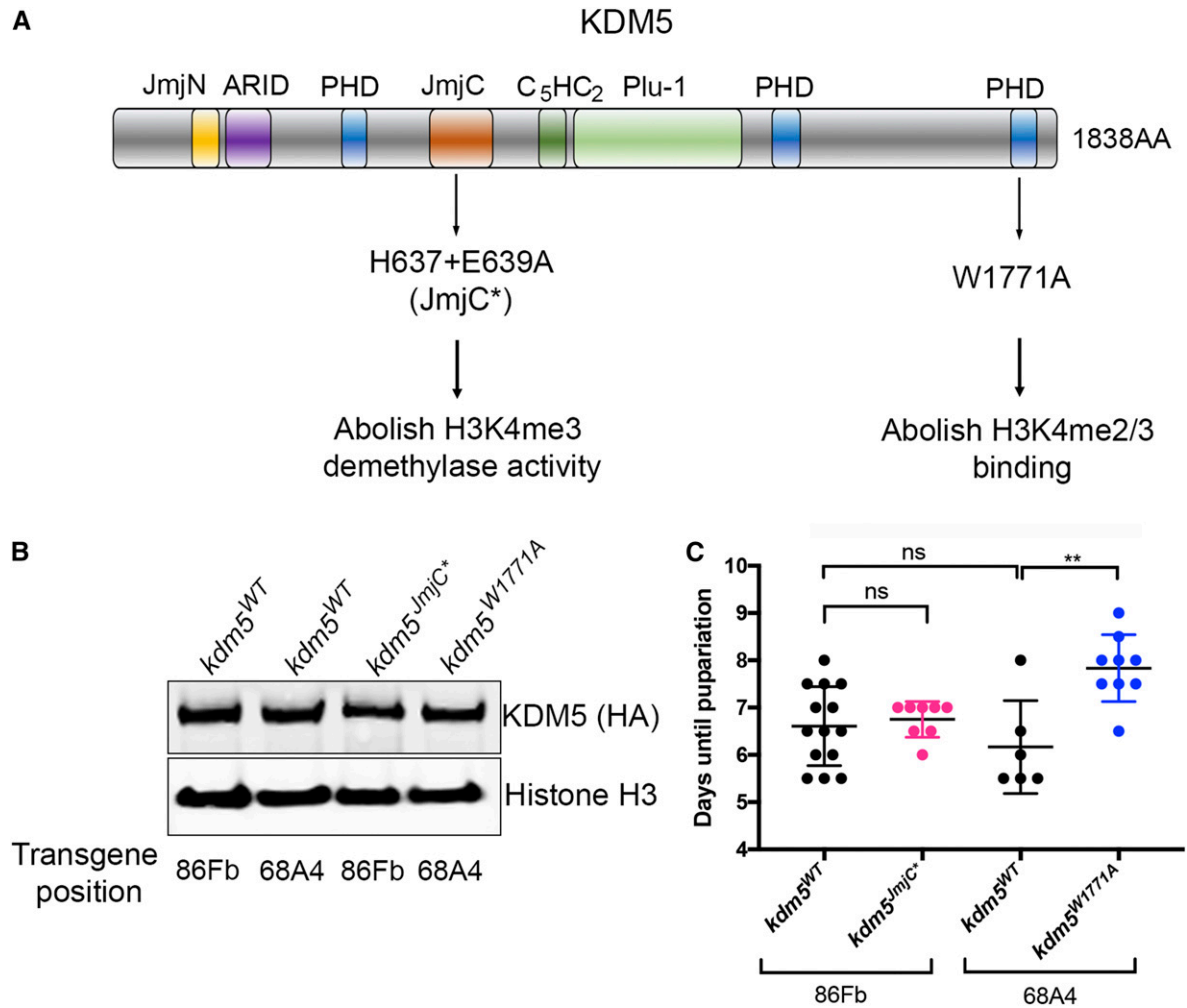 A
KDM5
JmjN ARID PHD JmjC C5HC2 Plu-1 PHD PHD
1838AA
H637+E639A
(JmjC*)
W1771A
Abolish H3K4me3
demethylase activity
Abolish H3K4me2/3
binding
B
kdm5WT kdm5WT kdm5JmjC* kdm5W1771A
KDM5 (HA)
Histone H3
Transgene
position
86Fb 68A4 86Fb 68A4
C
Days until pupariation
10
9
8
7
6
5
4
ns
**
ns
kdm5WT kdm5JmjC* kdm5WT kdm5W1771A
86Fb 68A4